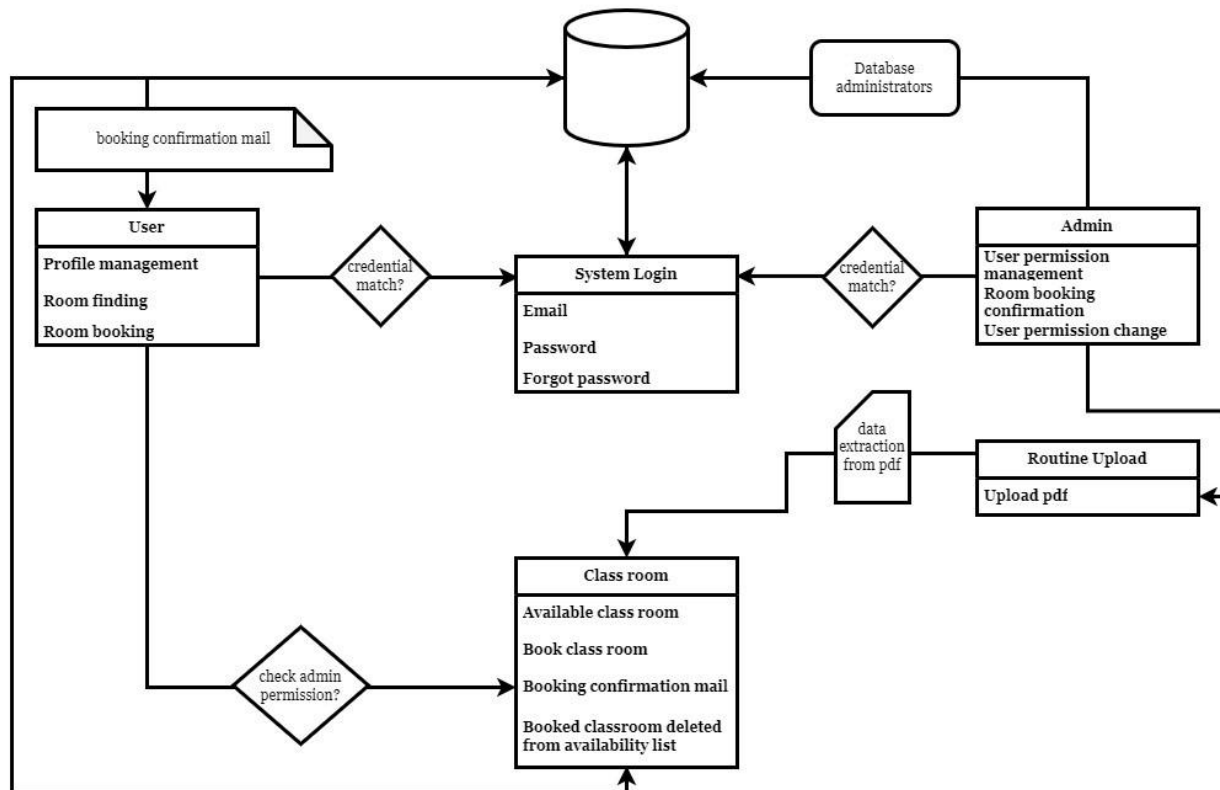 Database
administrators
booking confirmation mail
User
Profile management
Room finding
Room booking
credential
match?
System Login
Email
Password
Forgot password
credential
match?
Admin
User permission
management
Room booking
confirmation
User permission change
data
extraction
from pdf
Routine Upload
Upload pdf
Class room
Available class room
Book class room
Booking confirmation mail
Booked classroom deleted
from availability list
check admin
permission?